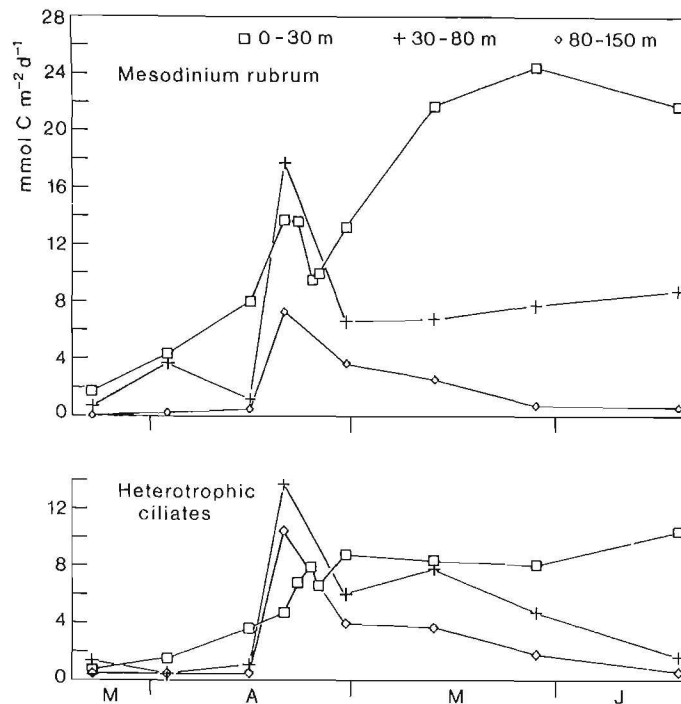 28
□ 0-30 m + 30-80 m ◇ 80-150 m
Mesodinium rubrum
24
20
16
12
8
4
0
mmol C m⁻² d⁻¹
Heterotrophic
ciliates
12
8
4
0
M A M J